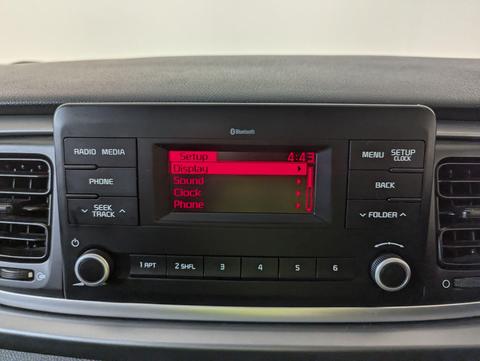 Bluetooth
RADIO MEDIA
PHONE
SEEK
TRACK
Setup 4:43
Display
Sound
Clock
Phone
MENU SETUP
CLOCK
BACK
FOLDER
1 APT 2 SHFL 3 4 5 6